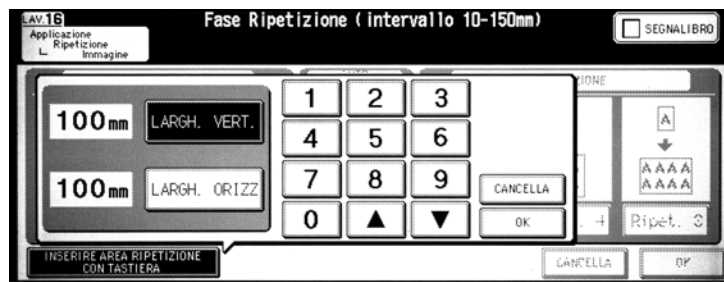 LAV.16
Fase Ripetizione ( intervallo 10-150mm)
SEGNALIBRO
Applicazione
Ripetizione
Immagine
IONE
100mm
LARGH. VERT.
100mm
LARGH. ORIZZ
1 2 3
4 5 6
7 8 9
0 ▲ ▼
CANCELLA
OK
A
AAAA
AAAA
4
Ripet.
INSERIRE AREA RIPETIZIONE
CON TASTIERA
CANCELLA
OK